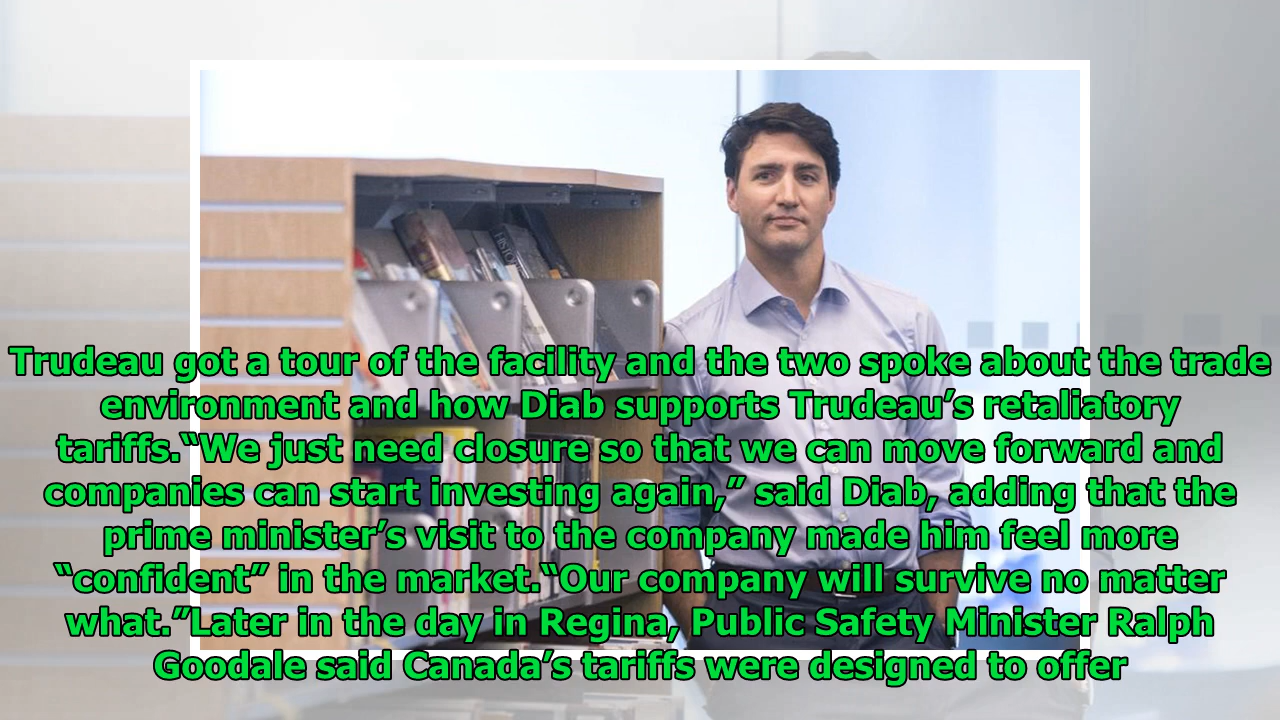 Trudeau got a tour of the facility and the two spoke about the trade
environment and how Diab supports Trudeau’s retaliatory
tariffs.“We just need closure so that we can move forward and
companies can start investing again,” said Diab, adding that the
prime minister’s visit to the company made him feel more
“confident” in the market.“Our company will survive no matter
what.”Later in the day in Regina, Public Safety Minister Ralph
Goodale said Canada’s tariffs were designed to offer